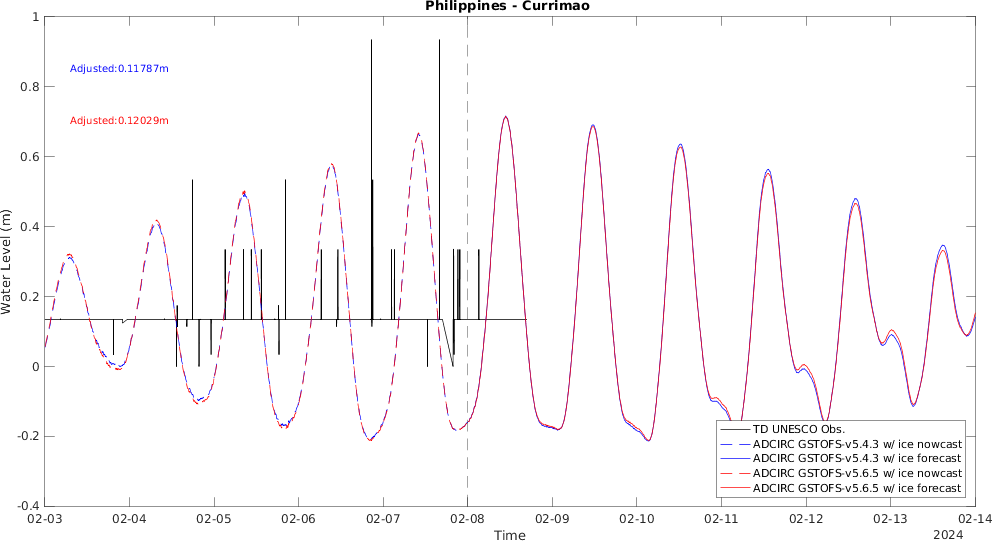 Philippines - Currimao
Adjusted:0.11787m
Adjusted:0.12029m
Water Level (m)
1
0.8
0.6
0.4
0.2
0
-0.2
-0.4
TD UNESCO Obs.
ADCIRC GSTOFS-v5.4.3 w/ ice nowcast
ADCIRC GSTOFS-v5.4.3 w/ ice forecast
ADCIRC GSTOFS-v5.6.5 w/ ice nowcast
ADCIRC GSTOFS-v5.6.5 w/ ice forecast
02-03 02-04 02-05 02-06 02-07 02-08 02-09 02-10 02-11 02-12 02-13 02-14
Time
2024